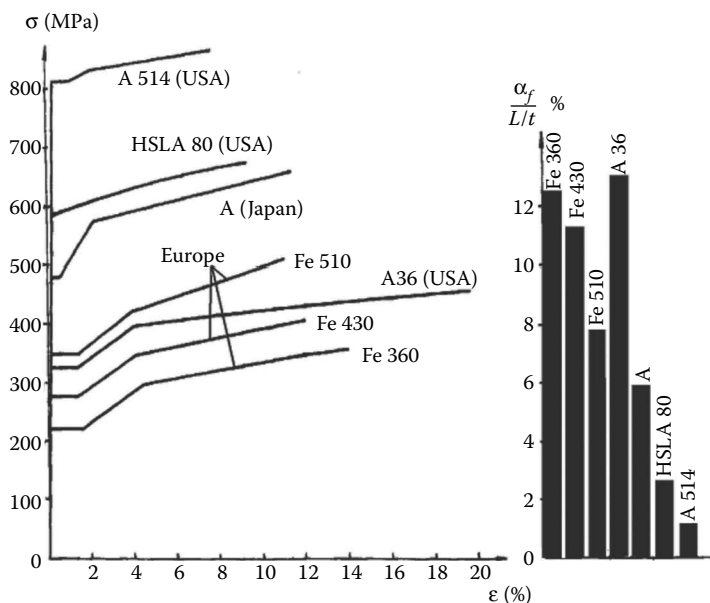 σ (MPa)
800
700
600
500
400
300
200
100
0
A 514 (USA)
HSLA 80 (USA)
A (Japan)
Europe
Fe 510
A36 (USA)
Fe 430
Fe 360
2
4
6
8
10
12
14
16
18
20
ε (%)
α_f
L/t
%
12
10
8
6
4
2
0
Fe 360
Fe 430
Fe 510
A 36
A
HSLA 80
A 514